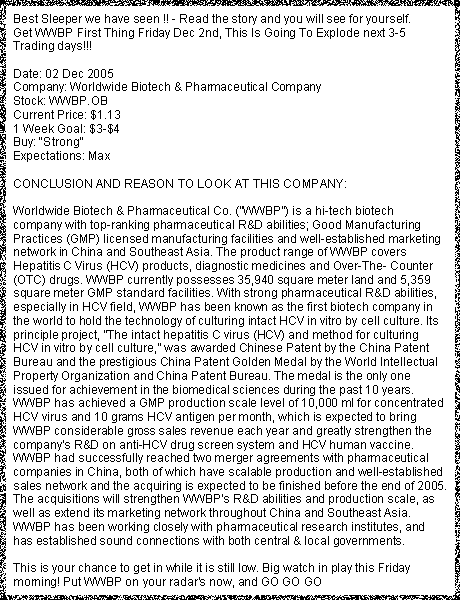 Best Sleeper we have seen !! - Read the story and you will see for yourself.
Get WWBP First Thing Friday Dec 2nd, This Is Going To Explode next 3-5
Trading days!!!
Date: 02 Dec 2005
Company: Worldwide Biotech & Pharmaceutical Company
Stock: WWBP.OB
Current Price: $1.13
1 Week Goal: $3-$4
Buy: "Strong"
Expectations: Max
CONCLUSION AND REASON TO LOOK AT THIS COMPANY:
Worldwide Biotech & Pharmaceutical Co. ("WWBP") is a hi-tech biotech
company with top-ranking pharmaceutical R&D abilities; Good Manufacturing
Practices (GMP) licensed manufacturing facilities and well-established marketing
network in China and Southeast Asia. The product range of WWBP covers
Hepatitis C Virus (HCV) products, diagnostic medicines and Over-The- Counter
(OTC) drugs. WWBP currently possesses 35,940 square meter land and 5,359
square meter GMP standard facilities. With strong pharmaceutical R&D abilities,
especially in HCV field, WWBP has been known as the first biotech company in
the world to hold the technology of culturing intact HCV in vitro by cell culture. Its
principle project, "The intact hepatitis C virus (HCV) and method for culturing
HCV in vitro by cell culture," was awarded Chinese Patent by the China Patent
Bureau and the prestigious China Patent Golden Medal by the World Intellectual
Property Organization and China Patent Bureau. The medal is the only one
issued for achievement in the biomedical sciences during the past 10 years.
WWBP has achieved a GMP production scale level of 10,000 ml for concentrated
HCV virus and 10 grams HCV antigen per month, which is expected to bring
WWBP considerable gross sales revenue each year and greatly strengthen the
company's R&D on anti-HCV drug screen system and HCV human vaccine.
WWBP had successfully reached two merger agreements with pharmaceutical
companies in China, both of which have scalable production and well-established
sales network and the acquiring is expected to be finished before the end of 2005.
The acquisitions will strengthen WWBP's R&D abilities and production scale, as
well as extend its marketing network throughout China and Southeast Asia.
WWBP has been working closely with pharmaceutical research institutes, and
has established sound connections with both central & local governments.
This is your chance to get in while it is still low. Big watch in play this Friday
morning! Put WWBP on your radar's now, and GO GO GO